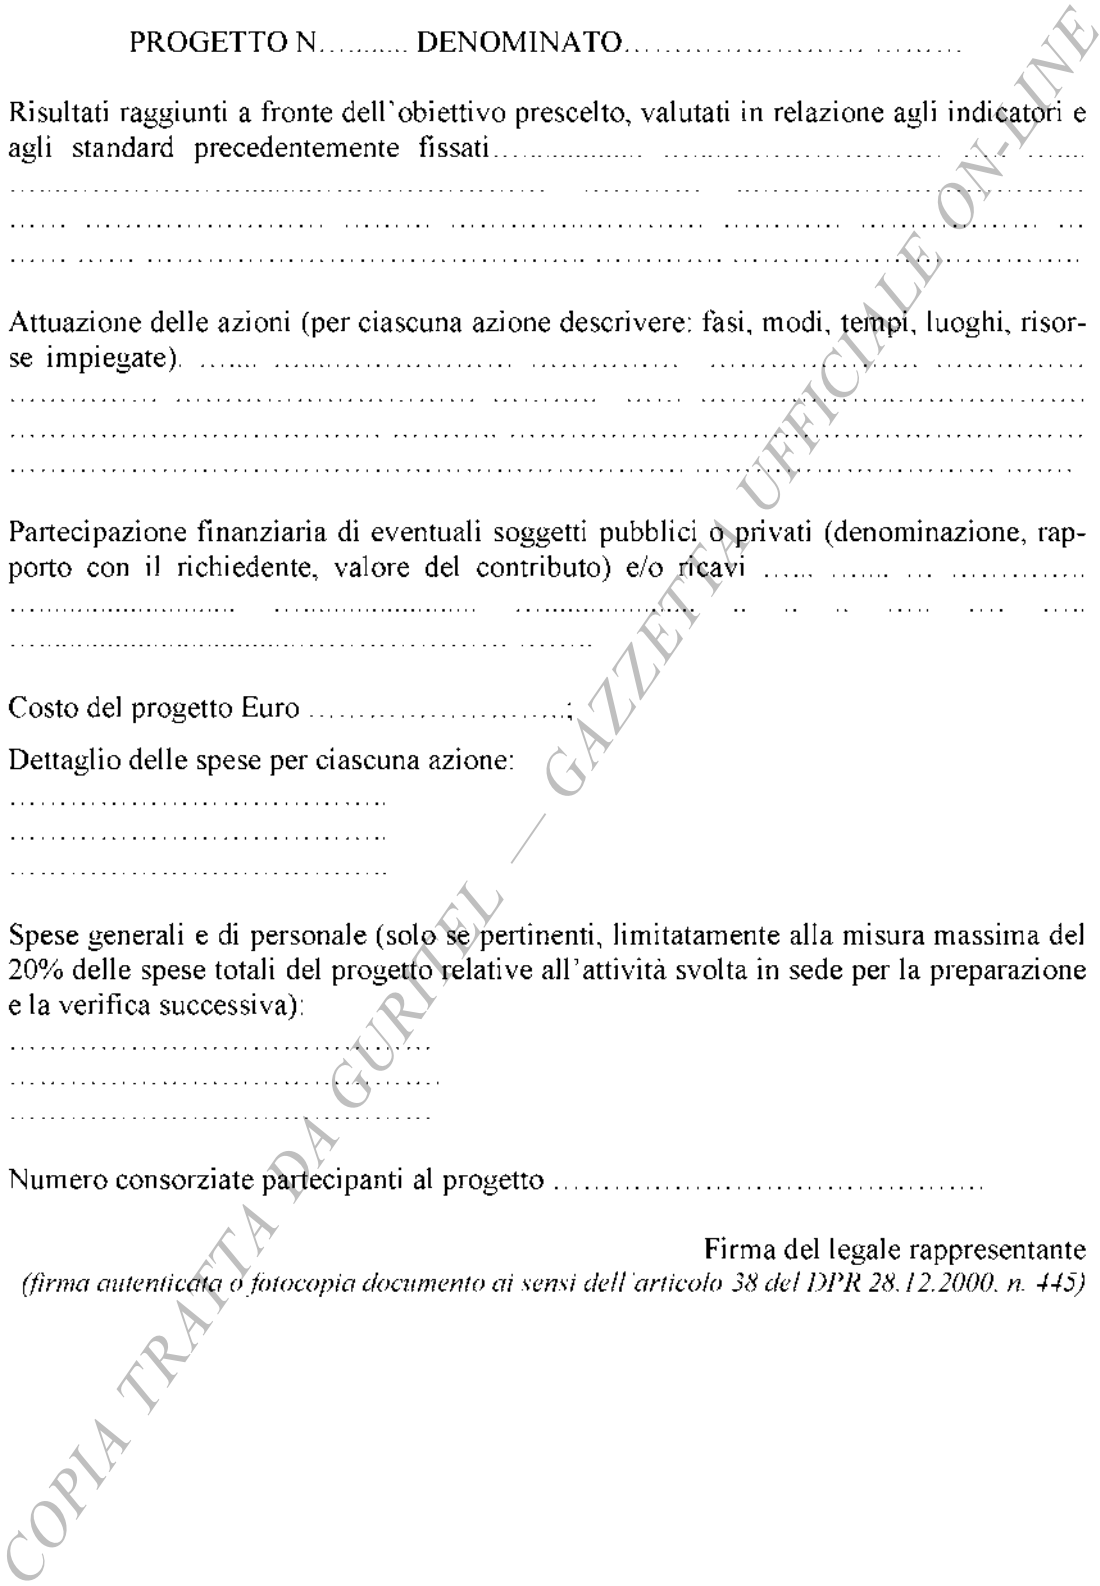 PROGETTO N........... DENOMINATO.................................
Risultati raggiunti a fronte dell'obiettivo prescelto, valutati in relazione agli indicatori e
agli standard precedentemente fissati.................. ................................ ..... .......
...................................................... ............ ........................................
...... ........................ ......... ............................ ............ .................. ...
...... ...... ............................................. ............. ......................................
Attuazione delle azioni (per ciascuna azione descrivere: fasi, modi, tempi, luoghi, risor-
se impiegate). ....... ......................... ............... ..................... ...............
............... .............................. ........... ...... .......................................
...................................... ........... ..........................................................
..................................................................... .............................. .......
Partecipazione finanziaria di eventuali soggetti pubblici o privati (denominazione, rap-
porto con il richiedente, valore del contributo) e/o ricavi ...... ....... ... ..............
.............................. .......................... ....................... .. .. .. ..... .... .....
.................................................... ........
Costo del progetto Euro ..........................;
Dettaglio delle spese per ciascuna azione:
......................................
......................................
......................................
Spese generali e di personale (solo se pertinenti, limitatamente alla misura massima del
20% delle spese totali del progetto relative all'attività svolta in sede per la preparazione
e la verifica successiva):
..........................................
...........................................
..........................................
Numero consorziate partecipanti al progetto ...........................................
Firma del legale rappresentante
(firma autenticata o fotocopia documento ai sensi dell'articolo 38 del DPR 28.12.2000, n. 445)
COPIA TRATTA DA GURITEL — GAZZETTA UFFICIALE ON-LINE